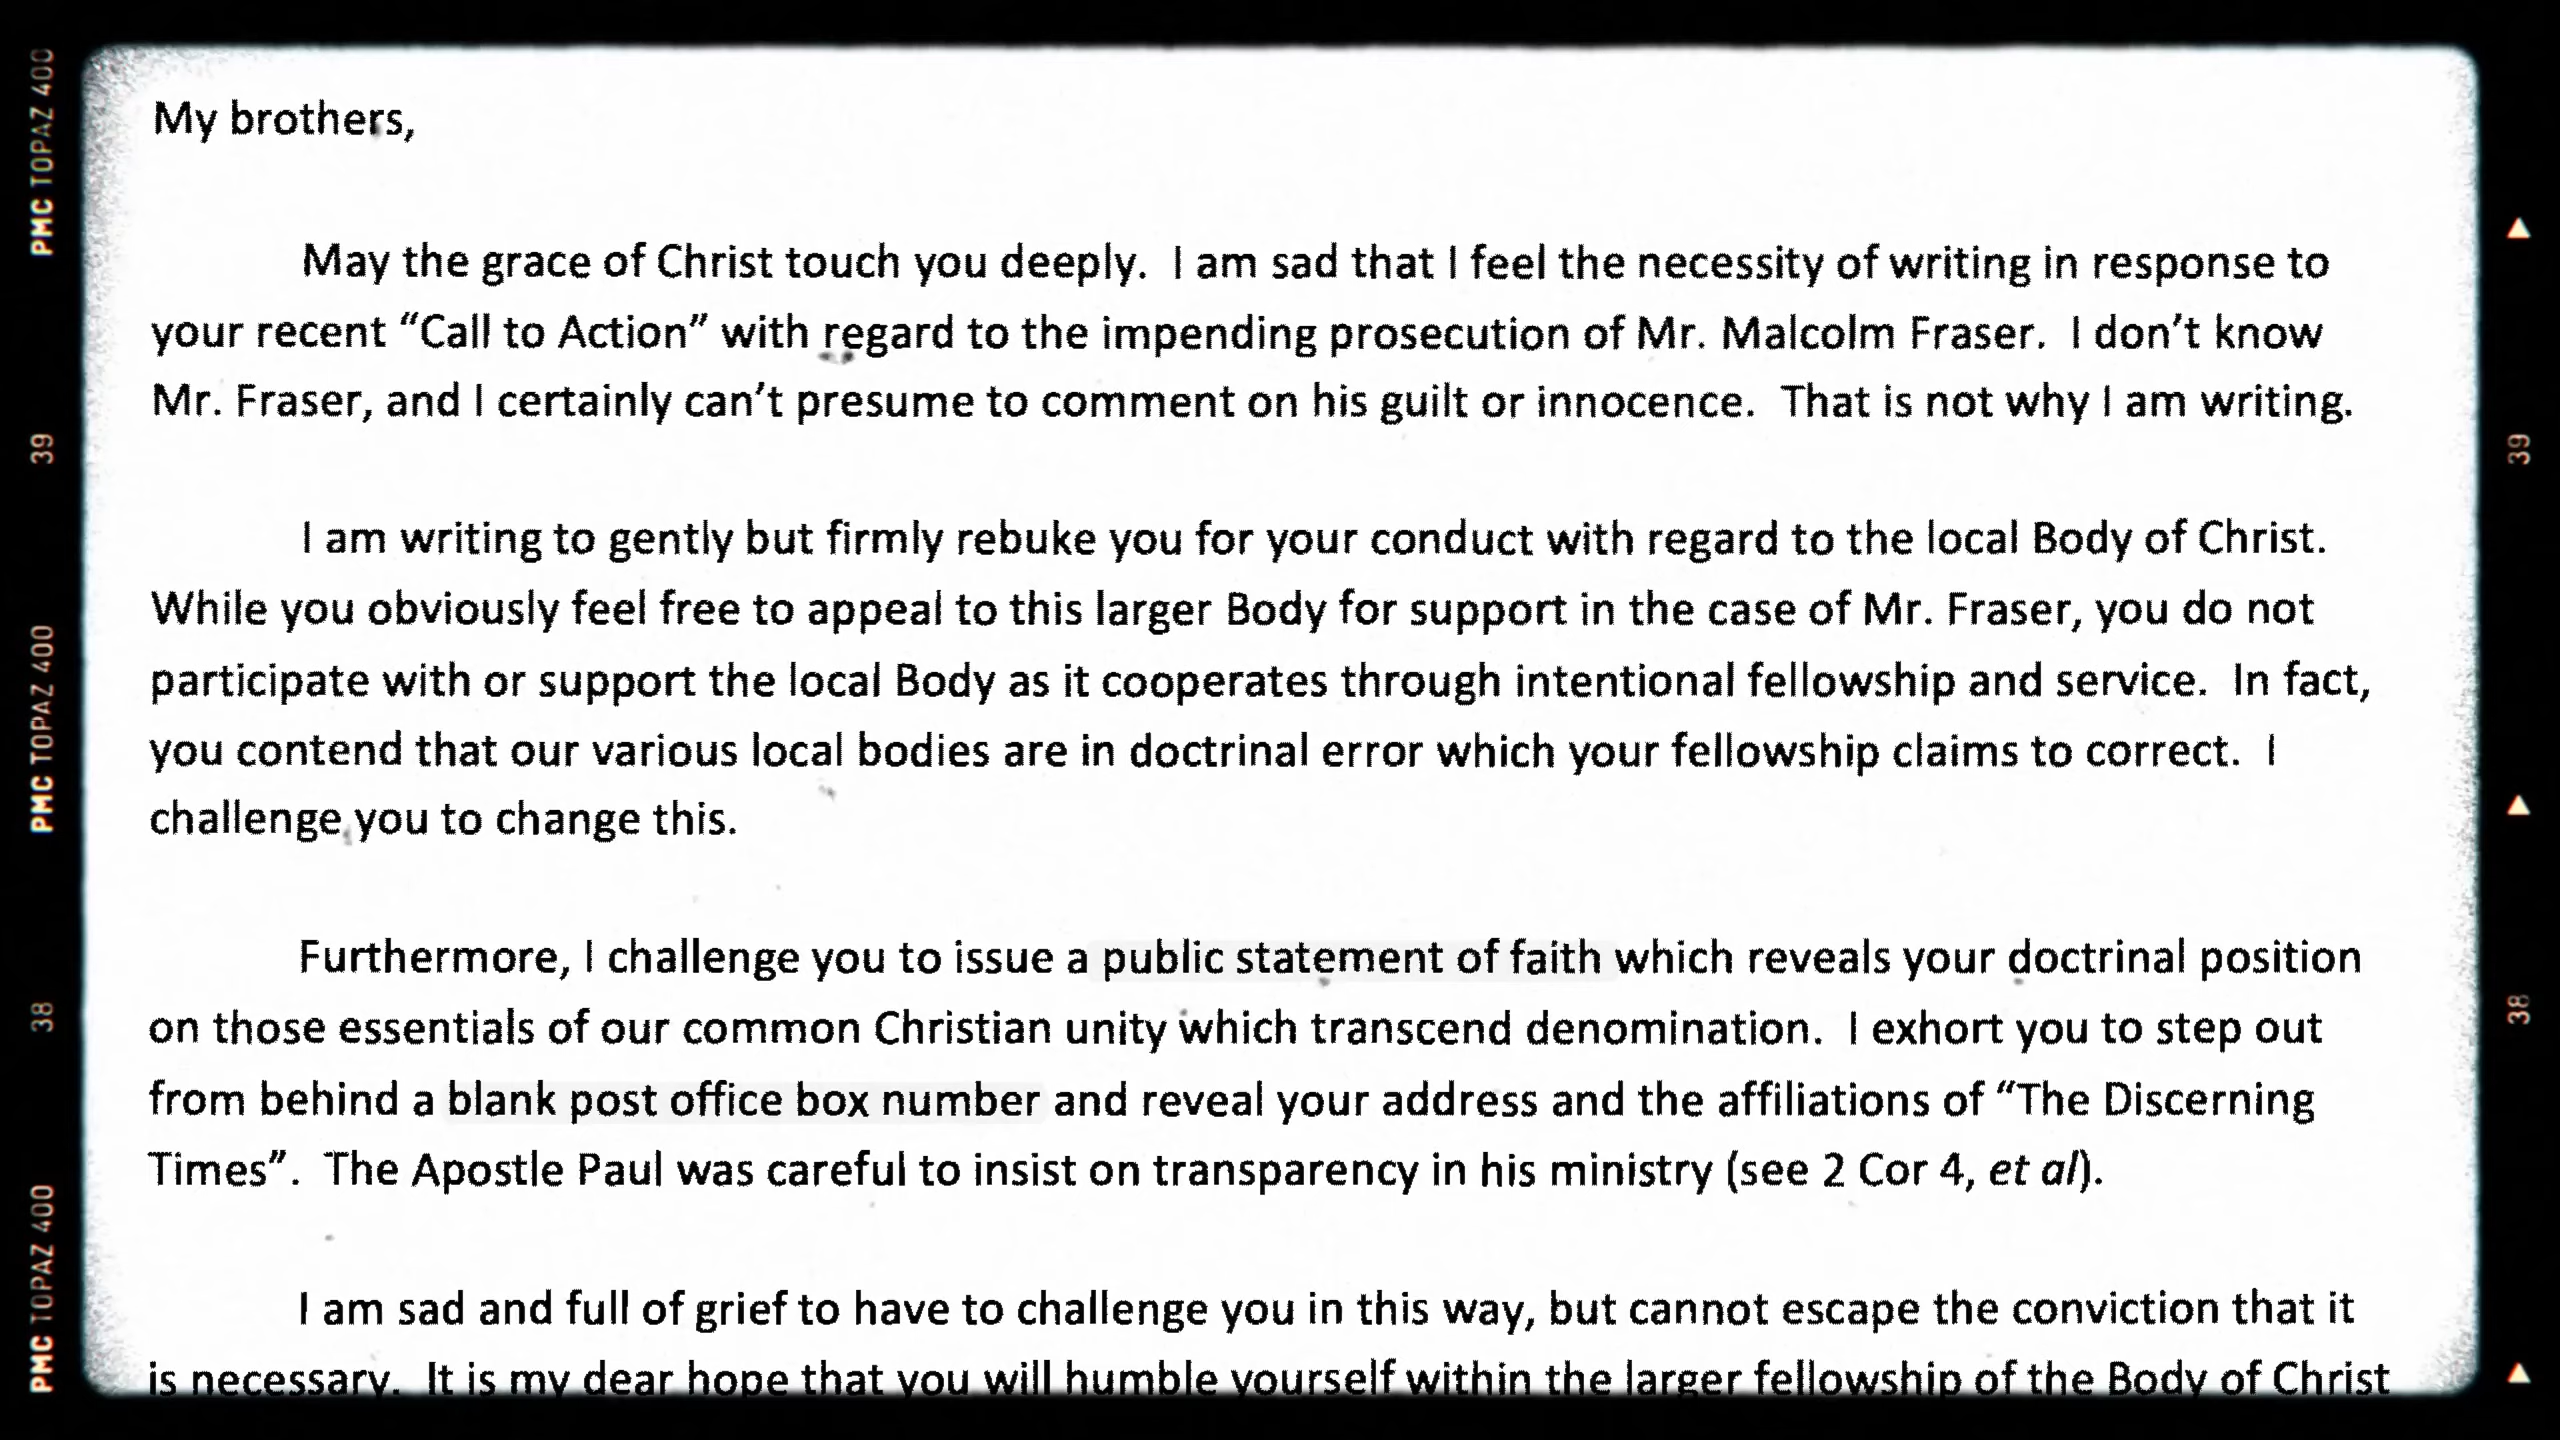 My brothers,
May the grace of Christ touch you deeply.  I am sad that I feel the necessity of writing in response to
your recent “Call to Action” with regard to the impending prosecution of Mr. Malcolm Fraser.  I don’t know
Mr. Fraser, and I certainly can’t presume to comment on his guilt or innocence.  That is not why I am writing.
I am writing to gently but firmly rebuke you for your conduct with regard to the local Body of Christ.
While you obviously feel free to appeal to this larger Body for support in the case of Mr. Fraser, you do not
participate with or support the local Body as it cooperates through intentional fellowship and service.  In fact,
you contend that our various local bodies are in doctrinal error which your fellowship claims to correct.  I
challenge you to change this.
Furthermore, I challenge you to issue a public statement of faith which reveals your doctrinal position
on those essentials of our common Christian unity which transcend denomination.  I exhort you to step out
from behind a blank post office box number and reveal your address and the affiliations of “The Discerning
Times”.  The Apostle Paul was careful to insist on transparency in his ministry (see 2 Cor 4, et al).
I am sad and full of grief to have to challenge you in this way, but cannot escape the conviction that it
is necessary.  It is my dear hope that you will humble yourself within the larger fellowship of the Body of Christ
PMC TOPAZ 400
39
PMC TOPAZ 400
38
PMC TOPAZ 400
39
38